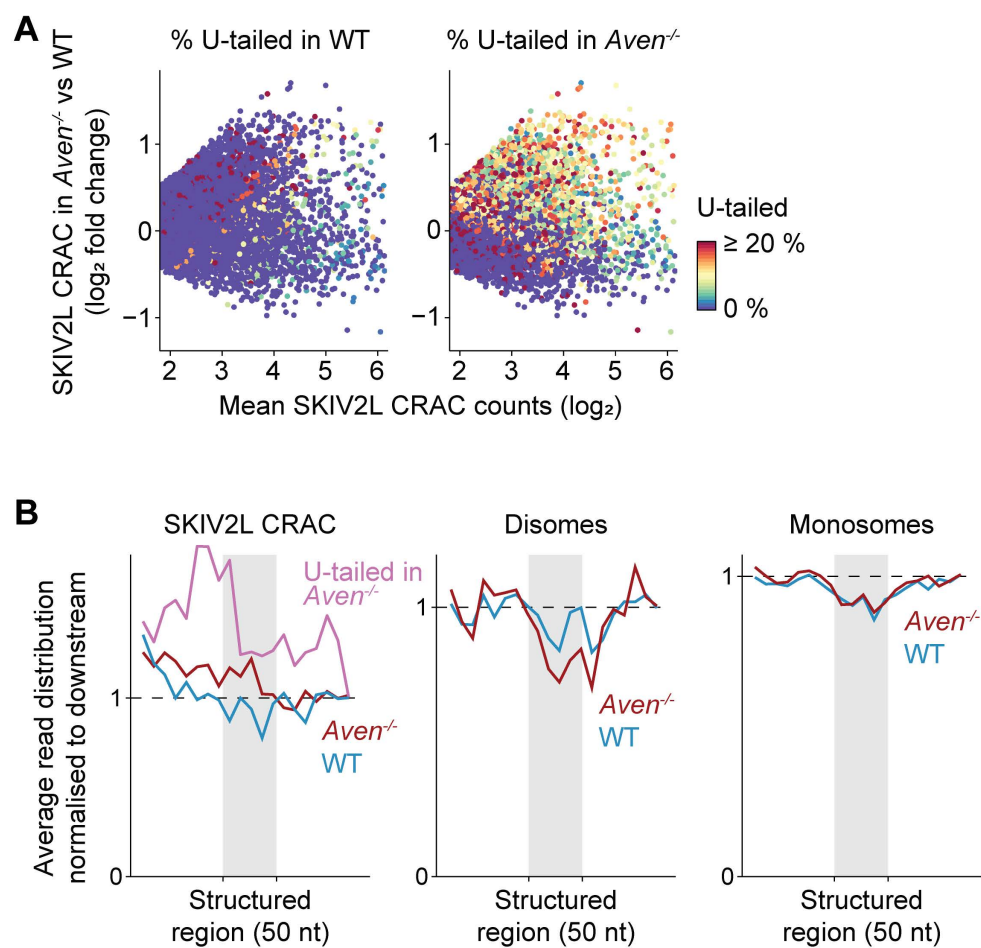 A
% U-tailed in WT
% U-tailed in Aven⁻/⁻
SKIV2L CRAC in Aven⁻/⁻ vs WT
(log₂ fold change)
1
0
−1
1
0
−1
2 3 4 5 6
2 3 4 5 6
Mean SKIV2L CRAC counts (log₂)
U-tailed
≥ 20 %
0 %
B
SKIV2L CRAC
Disomes
Monosomes
Average read distribution
normalised to downstream
1
0
U-tailed in
Aven⁻/⁻
Aven⁻/⁻
WT
Structured
region (50 nt)
1
0
Aven⁻/⁻
WT
Structured
region (50 nt)
1
0
Aven⁻/⁻
WT
Structured
region (50 nt)